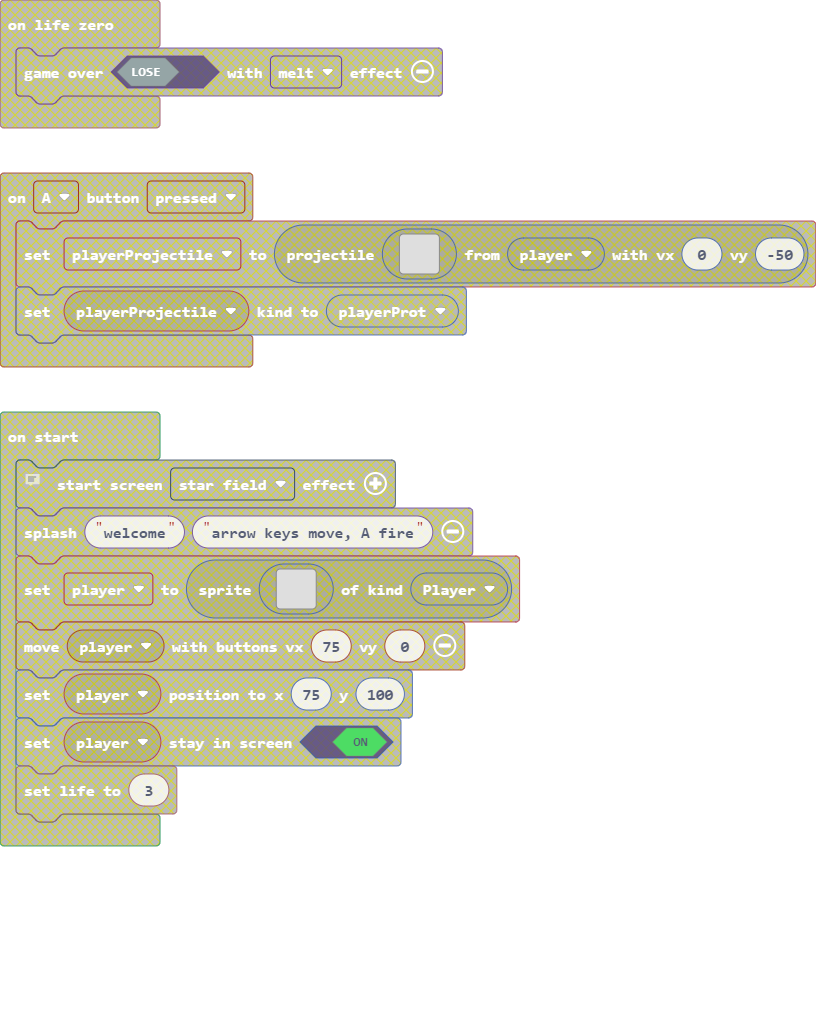 on life zero
game over LOSE with melt effect
on A button pressed
set playerProjectile to projectile from player with vx 0 vy -50
set playerProjectile kind to playerProt
on start
start screen star field effect
splash "welcome" "arrow keys move, A fire"
set player to sprite of kind Player
move player with buttons vx 75 vy 0
set player position to x 75 y 100
set player stay in screen ON
set life to 3